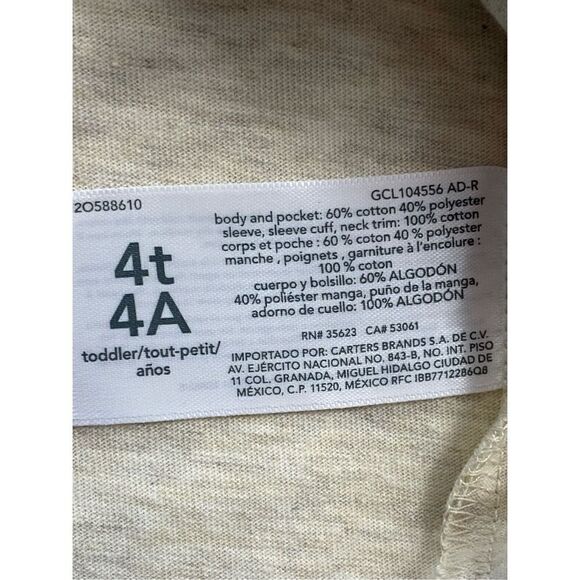 2O588610
GCL104556 AD-R
4t
4A
toddler/tout-petit/
años
body and pocket: 60% cotton 40% polyester
sleeve, sleeve cuff, neck trim: 100% cotton
corps et poche : 60 % coton 40 % polyester
manche , poignets , garniture à l'encolure :
100 % coton
cuerpo y bolsillo: 60% ALGODÓN
40% poliéster manga, puño de la manga,
adorno de cuello: 100% ALGODÓN
RN# 35623 CA# 53061
IMPORTADO POR: CARTERS BRANDS S.A. DE C.V.
AV. EJÉRCITO NACIONAL NO. 843-B, NO. INT. PISO
11 COL. GRANADA, MIGUEL HIDALGO CIUDAD DE
MÉXICO, C.P. 11520, MÉXICO RFC IBB7712286Q8